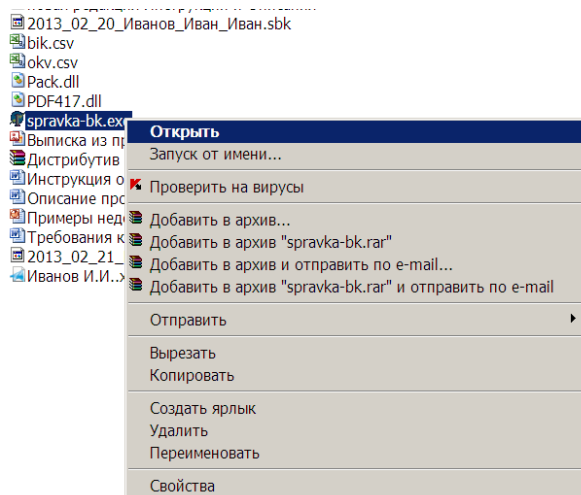 2013_02_20_Иванов_Иван_Иван.sbk
bik.csv
okv.csv
Pack.dll
PDF417.dll
spravka-bk.exe
Выписка из
Дистрибутив
Инструкция
Описание
Примеры
Требования
2013_02_21_
Иванов И.И..
Открыть
Запуск от имени...
Проверить на вирусы
Добавить в архив...
Добавить в архив "spravka-bk.rar"
Добавить в архив и отправить по e-mail...
Добавить в архив "spravka-bk.rar" и отправить по e-mail
Отправить
Вырезать
Копировать
Создать ярлык
Удалить
Переименовать
Свойства